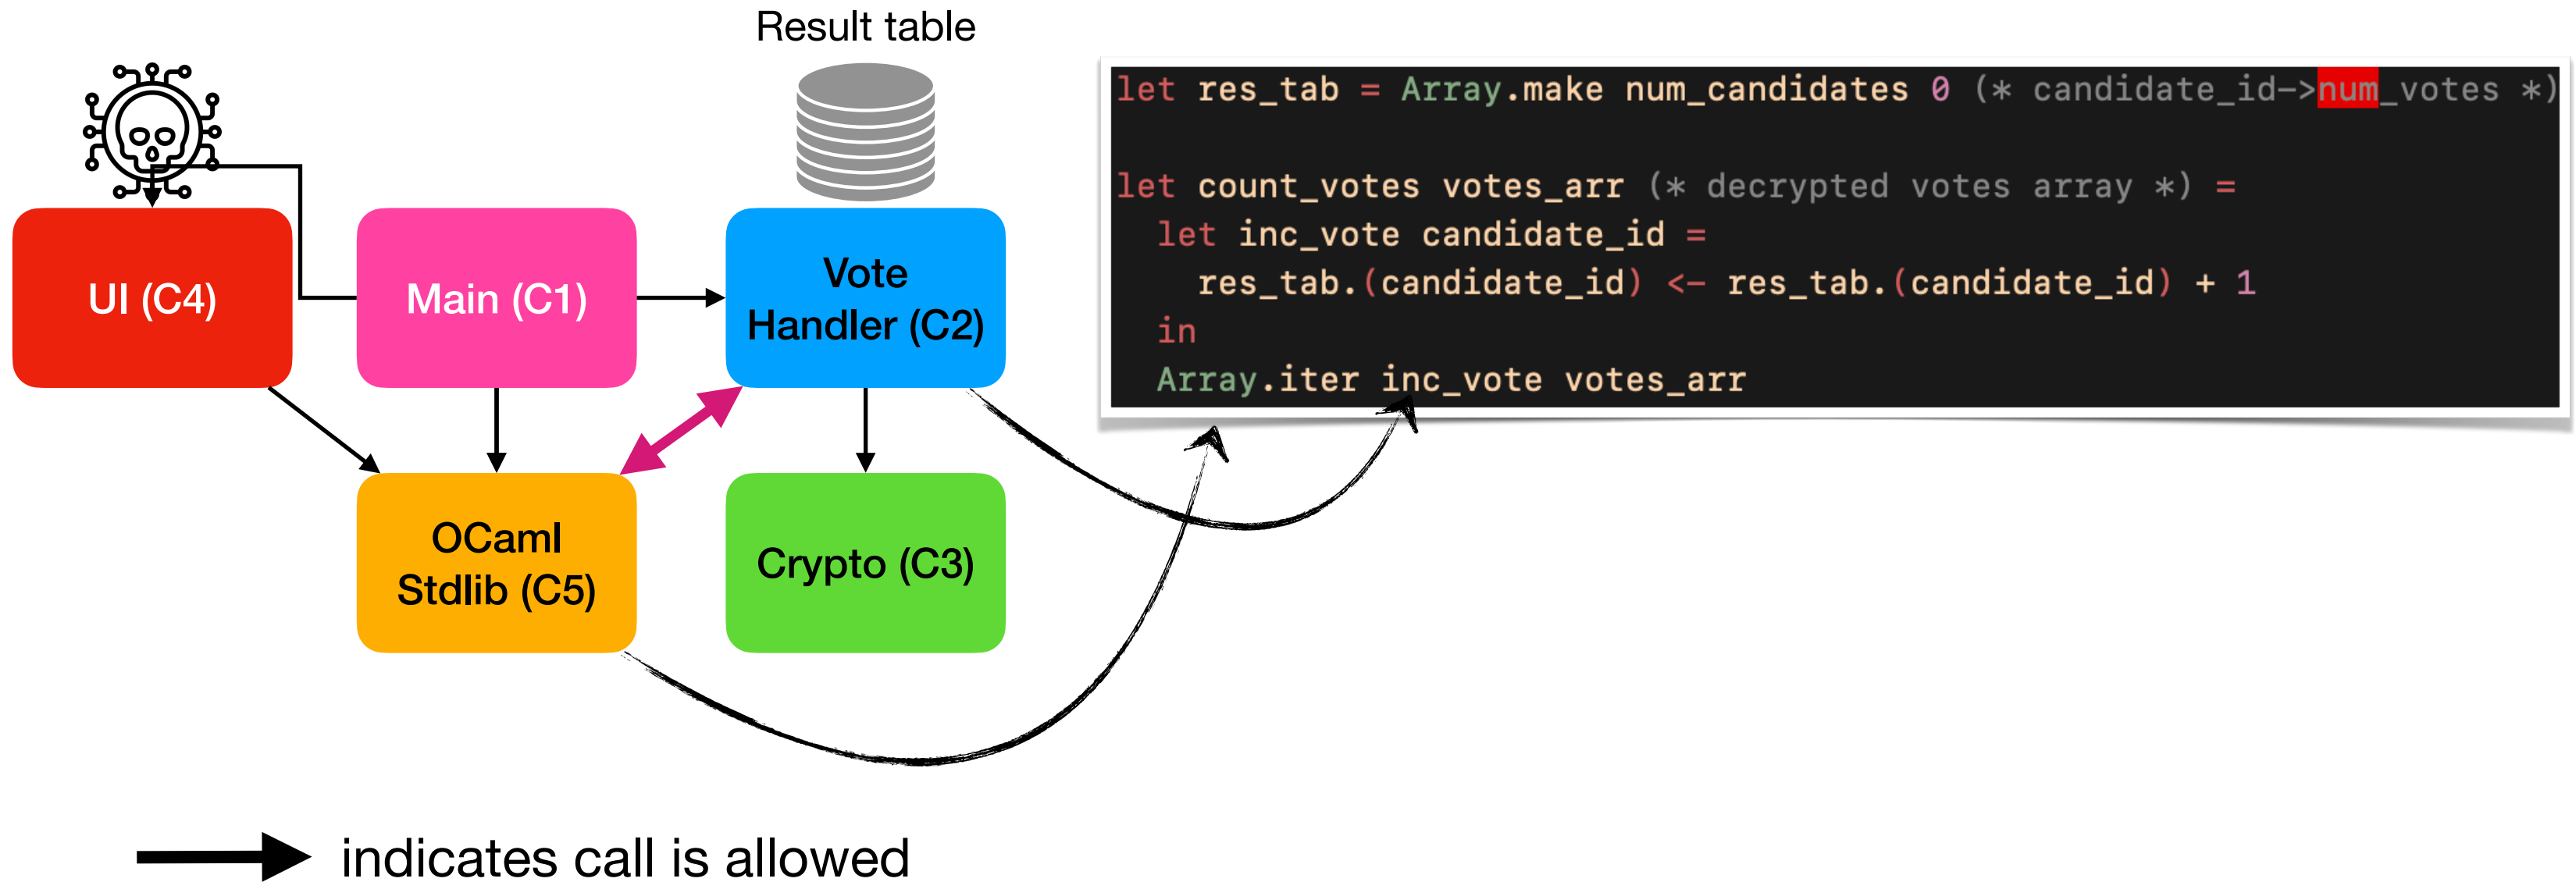 Result table
let res_tab = Array.make num_candidates 0 (* candidate_id->num_votes *)
let count_votes votes_arr (* decrypted votes array *) =
let inc_vote candidate_id =
res_tab.(candidate_id) <- res_tab.(candidate_id) + 1
in
Array.iter inc_vote votes_arr
UI (C4)
Main (C1)
Vote
Handler (C2)
OCaml
Stdlib (C5)
Crypto (C3)
indicates call is allowed